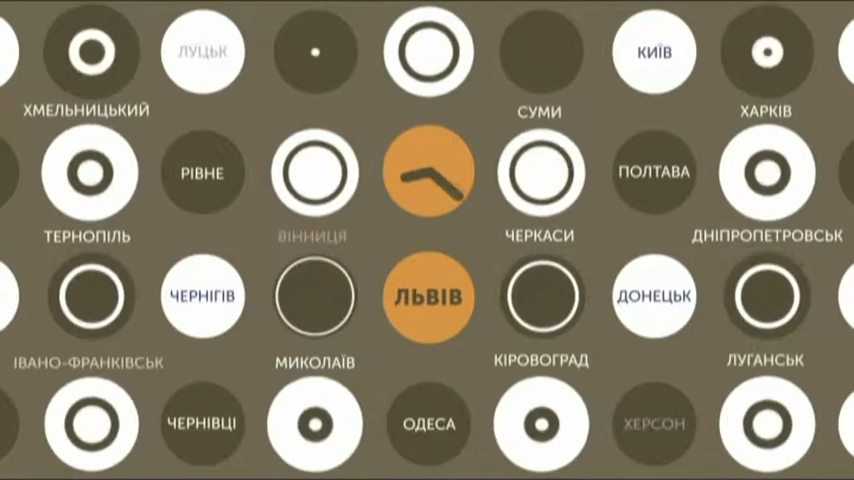 ЛУЦЬК
КИЇВ
ХМЕЛЬНИЦЬКИЙ
СУМИ
ХАРКІВ
РІВНЕ
ПОЛТАВА
ТЕРНОПІЛЬ
ВІННИЦЯ
ЧЕРКАСИ
ДНІПРОПЕТРОВСЬК
ЧЕРНІГІВ
ЛЬВІВ
ДОНЕЦЬК
ІВАНО-ФРАНКІВСЬК
МИКОЛАЇВ
КІРОВОГРАД
ЛУГАНСЬК
ЧЕРНІВЦІ
ОДЕСА
ХЕРСОН